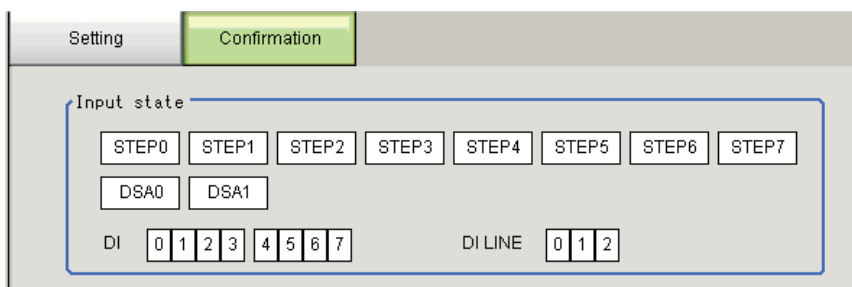 Setting Confirmation
Input state
STEP0 STEP1 STEP2 STEP3 STEP4 STEP5 STEP6 STEP7
DSA0 DSA1
DI 0 1 2 3 4 5 6 7 DI LINE 0 1 2